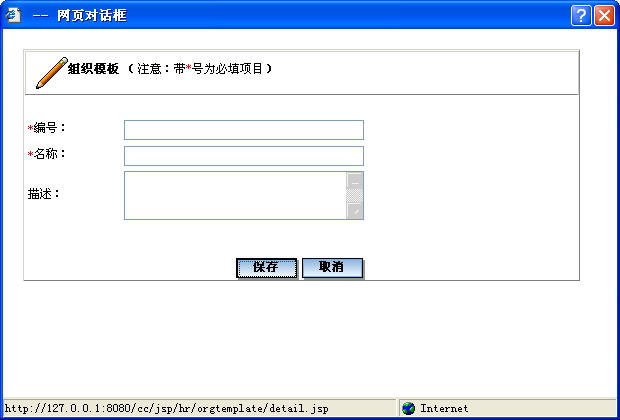 -- 网页对话框
组织模板 （注意：带*号为必填项目）
*编号：
*名称：
描述：
保存 取消
http://127.0.0.1:8080/cc/jsp/hr/orgtemplate/detail.jsp Internet